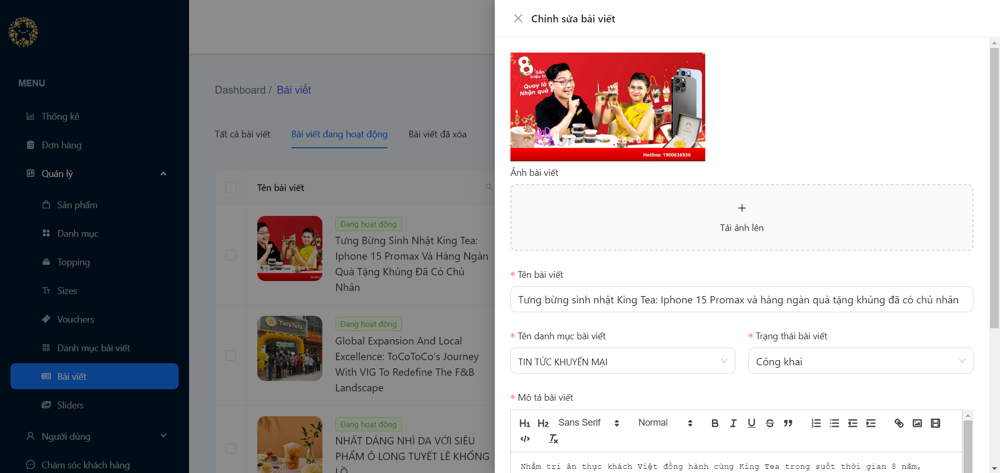 MENU
Thống kê
Đơn hàng
Quản lý
Sản phẩm
Danh mục
Topping
Sizes
Vouchers
Danh mục bài viết
Bài viết
Sliders
Người dùng
Chăm sóc khách hàng
Dashboard / Bài viết
Tất cả bài viết
Bài viết đang hoạt động
Bài viết đã xóa
Tên bài viết
Đang hoạt động
Tưng Bừng Sinh Nhật King Tea:
Iphone 15 Promax Và Hàng Ngàn
Quà Tặng Khủng Đã Có Chủ
Nhân
ToCoToCo
Đang hoạt động
Global Expansion And Local
Excellence: ToCoToCo’s Journey
With VIG To Redefine The F&B
Landscape
Đang hoạt động
NHẤT DÁNG NHÌ DA VỚI SIÊU
PHẨM Ô LONG TUYẾT LÊ KHỔNG
LỒ
Chỉnh sửa bài viết
8
Gần
triệu
Quay là
Nhận quà
Hotline: 1900636936
Ảnh bài viết
Tải ảnh lên
* Tên bài viết
Tưng bừng sinh nhật King Tea: Iphone 15 Promax và hàng ngàn quà tặng khủng đã có chủ nhân
* Tên danh mục bài viết
TIN TỨC KHUYẾN MẠI
* Trạng thái bài viết
Công khai
* Mô tả bài viết
H1 H2 Sans Serif Normal B I U S
Nhằm tri ân thực khách Việt đồng hành cùng King Tea trong suốt thời gian 8 năm,